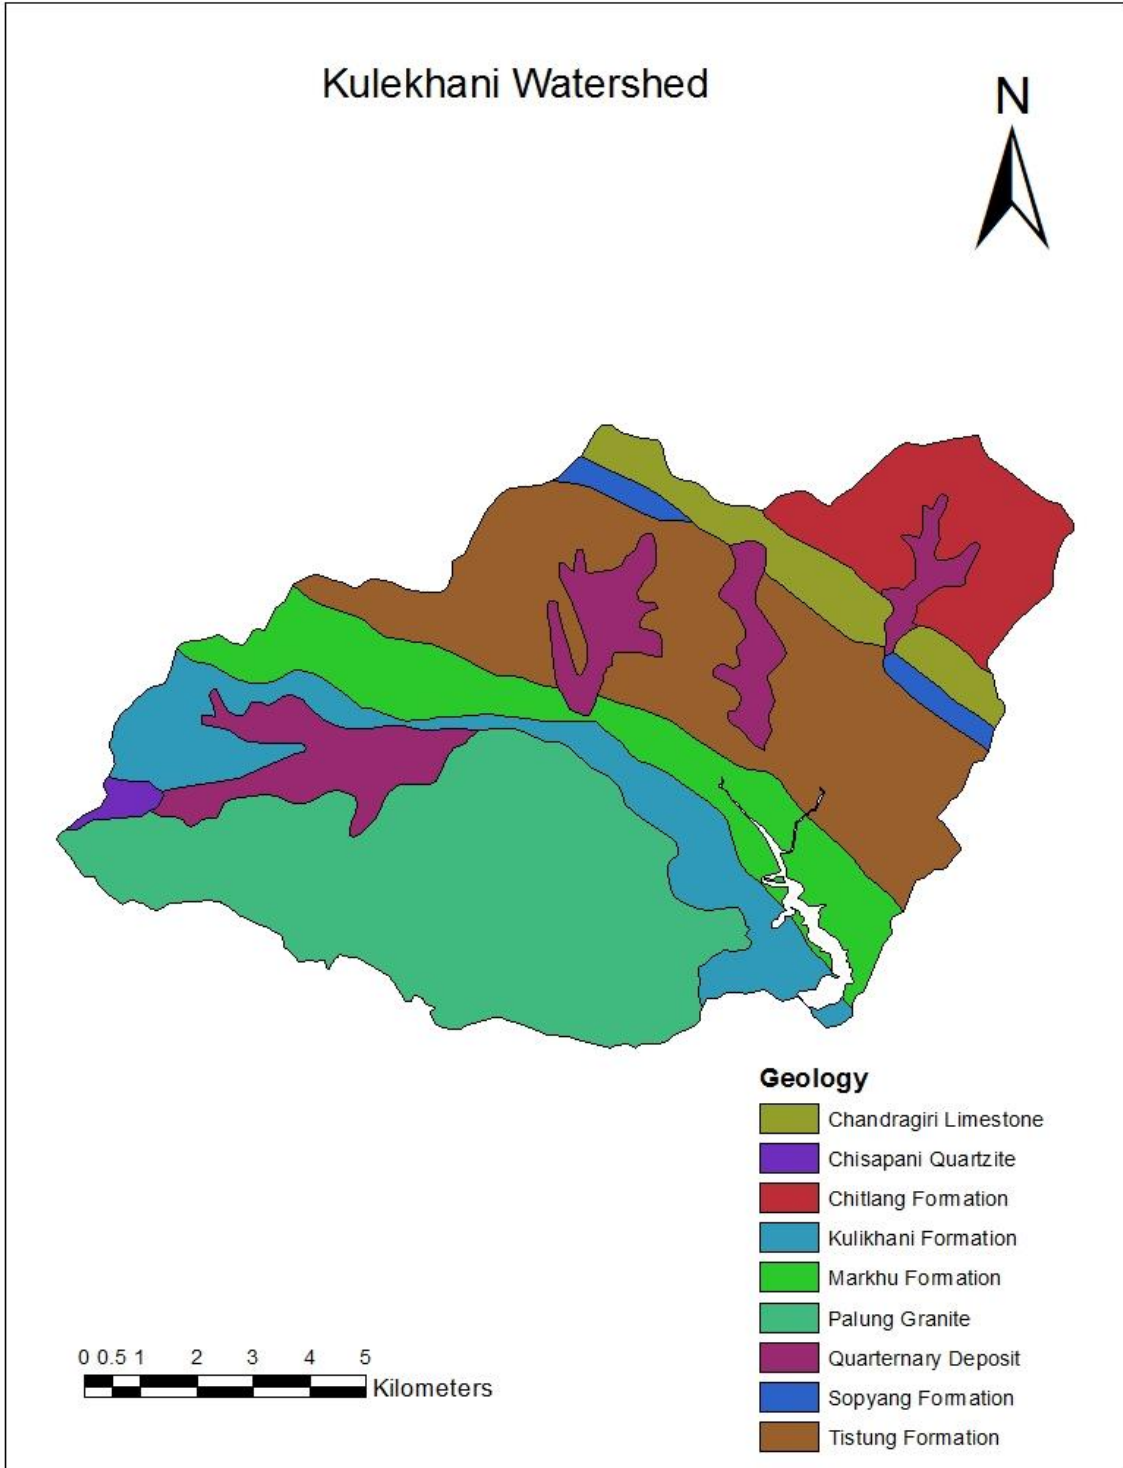 Kulekhani Watershed
N
Geology
Chandragiri Limestone
Chisapani Quartzite
Chitlang Formation
Kulikhani Formation
Markhu Formation
Palung Granite
Quarternary Deposit
Sopyang Formation
Tistung Formation
0 0.5 1 2 3 4 5
Kilometers